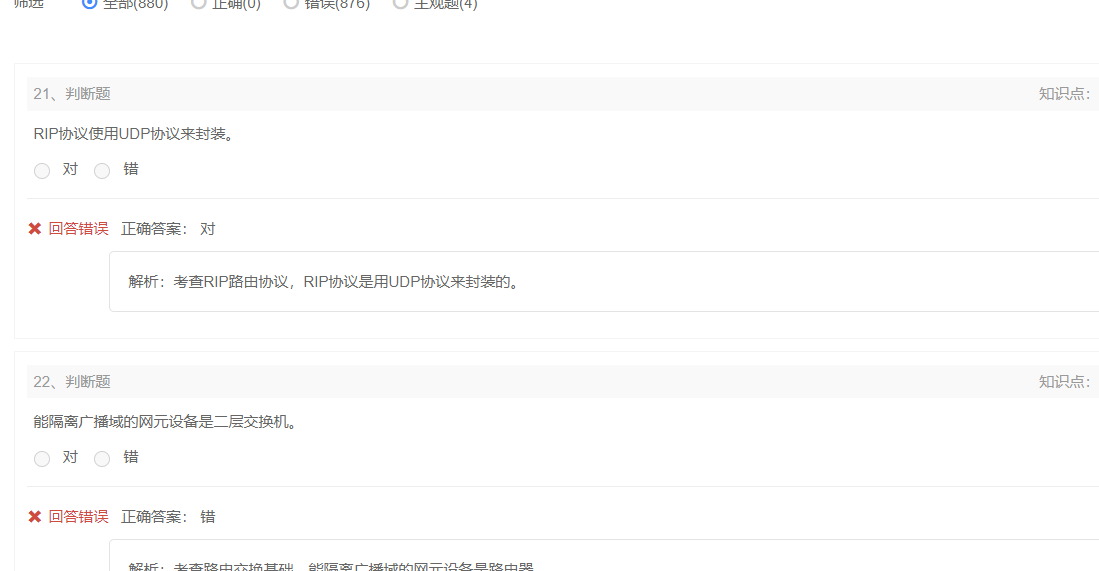 筛选 全部(880) 正确(0) 错误(876) 主观题(4)
21、判断题 知识点：
RIP协议使用UDP协议来封装。
对 错
回答错误 正确答案： 对
解析：考查RIP路由协议，RIP协议是用UDP协议来封装的。
22、判断题 知识点：
能隔离广播域的网元设备是二层交换机。
对 错
回答错误 正确答案： 错
解析：考查路由交换基础，能隔离广播域的网元设备是路由器